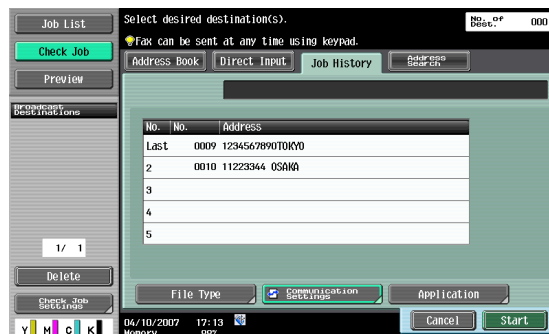 Job List
Check Job
Preview
Broadcast
Destinations
1/ 1
Delete
Check Job
Settings
Y M C K
Select desired destination(s).
Fax can be sent at any time using keypad.
No. of
Dest.
000
Address Book
Direct Input
Job History
Address
Search
No. No. Address
Last 0009 1234567890TOKYO
2 0010 11223344 OSAKA
3
4
5
File Type
Communication
Settings
Application
04/10/2007 17:13
Memory 99%
Cancel
Start